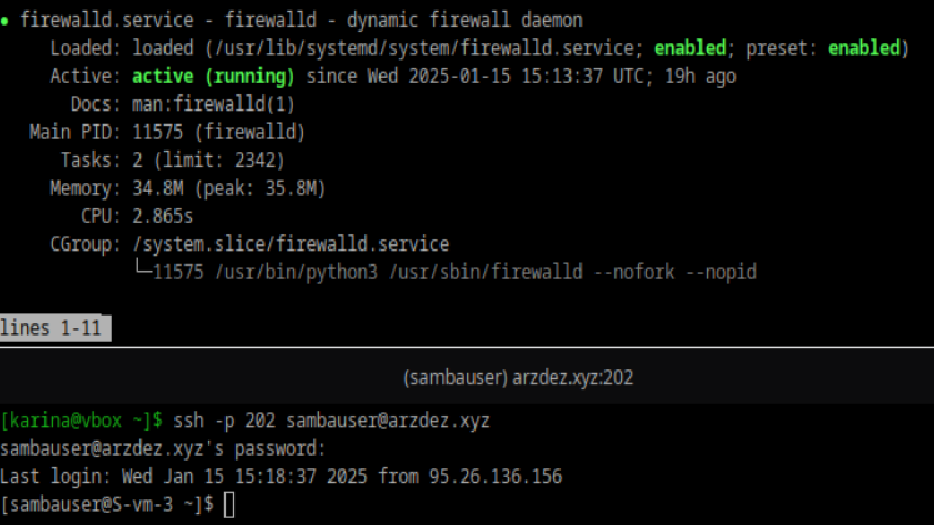 ● firewalld.service - firewalld - dynamic firewall daemon
Loaded: loaded (/usr/lib/systemd/system/firewalld.service; enabled; preset: enabled)
Active: active (running) since Wed 2025-01-15 15:13:37 UTC; 19h ago
Docs: man:firewalld(1)
Main PID: 11575 (firewalld)
Tasks: 2 (limit: 2342)
Memory: 34.8M (peak: 35.8M)
CPU: 2.865s
CGroup: /system.slice/firewalld.service
└─11575 /usr/bin/python3 /usr/sbin/firewalld --nofork --nopid
lines 1-11
(sambauser) arzdez.xyz:202
[karina@vbox ~]$ ssh -p 202 sambauser@arzdez.xyz
sambauser@arzdez.xyz's password:
Last login: Wed Jan 15 15:18:37 2025 from 95.26.136.156
[sambauser@S-vm-3 ~]$